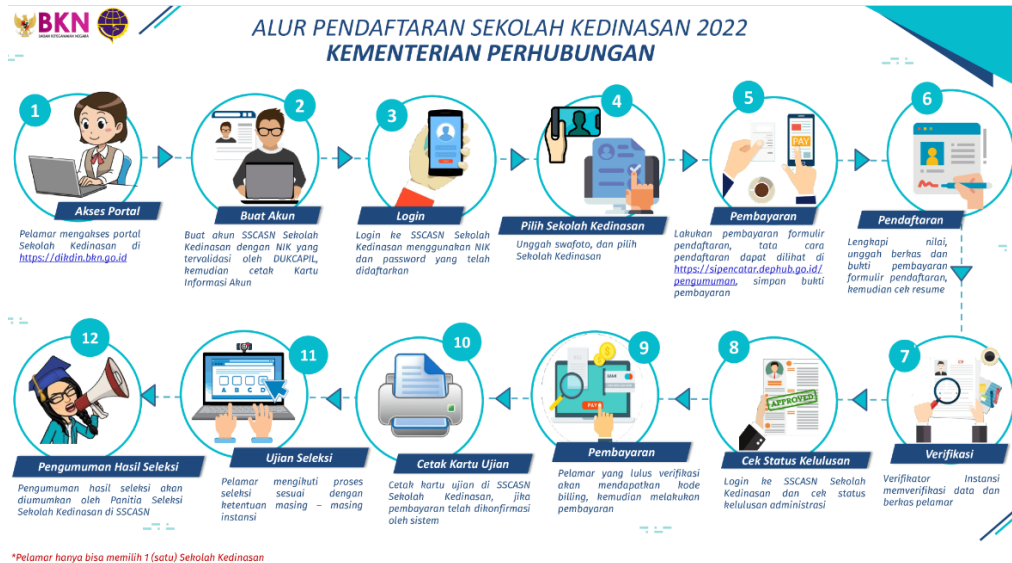 BKN
BADAN KEPEGAWAIAN NEGARA
ALUR PENDAFTARAN SEKOLAH KEDINASAN 2022
KEMENTERIAN PERHUBUNGAN
1
Akses Portal
Pelamar mengakses portal
Sekolah Kedinasan di
https://dikdin.bkn.go.id
2
Buat Akun
Buat akun SSCASN Sekolah
Kedinasan dengan NIK yang
tervalidasi oleh DUKCAPIL,
kemudian cetak Kartu
Informasi Akun
3
Login
Login ke SSCASN Sekolah
Kedinasan menggunakan NIK
dan password yang telah
didaftarkan
4
Pilih Sekolah Kedinasan
Unggah swafoto, dan pilih
Sekolah Kedinasan
5
PAY
Pembayaran
Lakukan pembayaran formulir
pendaftaran, tata cara
pendaftaran dapat dilihat di
https://sipencatar.dephub.go.id/
pengumuman, simpan bukti
pembayaran
6
Pendaftaran
Lengkapi nilai,
unggah berkas dan
bukti pembayaran
formulir pendaftaran,
kemudian cek resume
7
CV
Verifikasi
Verifikator Instansi
memverifikasi data dan
berkas pelamar
8
APPROVED
Cek Status Kelulusan
Login ke SSCASN Sekolah
Kedinasan dan cek status
kelulusan administrasi
9
PAY
Pembayaran
Pelamar yang lulus verifikasi
akan mendapatkan kode
billing, kemudian melakukan
pembayaran
10
Cetak Kartu Ujian
Cetak kartu ujian di SSCASN
Sekolah Kedinasan, jika
pembayaran telah dikonfirmasi
oleh sistem
11
A B C D
Ujian Seleksi
Pelamar mengikuti proses
seleksi sesuai dengan
ketentuan masing – masing
instansi
12
Pengumuman Hasil Seleksi
Pengumuman hasil seleksi akan
diumumkan oleh Panitia Seleksi
Sekolah Kedinasan di SSCASN
*Pelamar hanya bisa memilih 1 (satu) Sekolah Kedinasan